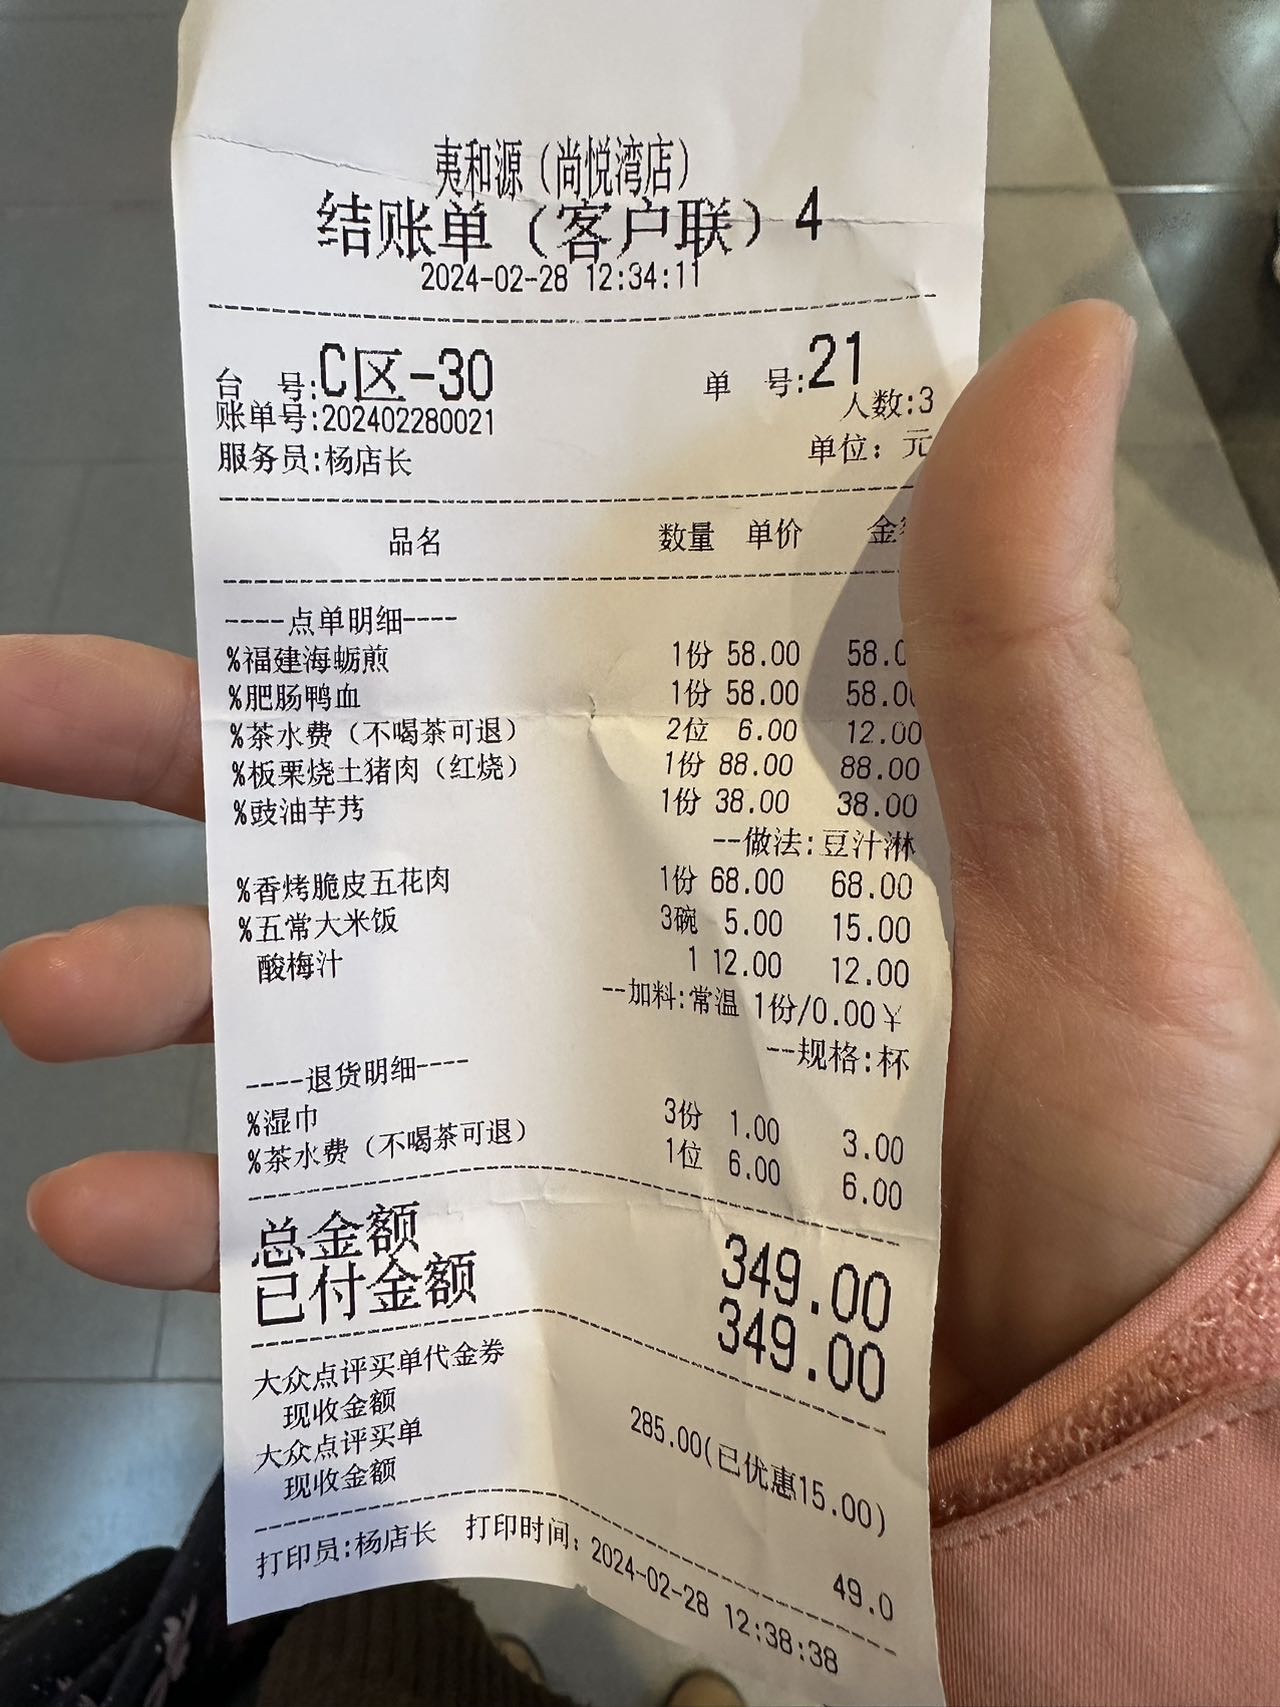 夷和源（尚悦湾店）
结账单（客户联）4
2024-02-28 12:34:11
台 号:C区-30 单 号:21
账单号:202402280021 人数:3
服务员:杨店长 单位：元
品名 数量 单价 金额
----点单明细----
%福建海蛎煎 1份 58.00 58.0
%肥肠鸭血 1份 58.00 58.00
%茶水费（不喝茶可退） 2位 6.00 12.00
%板栗烧土猪肉（红烧） 1份 88.00 88.00
%豉油芋艿 1份 38.00 38.00
--做法:豆汁淋
%香烤脆皮五花肉 1份 68.00 68.00
%五常大米饭 3碗 5.00 15.00
酸梅汁 1 12.00 12.00
--加料:常温 1份/0.00¥
--规格:杯
----退货明细----
%湿巾 3份 1.00 3.00
%茶水费（不喝茶可退） 1位 6.00 6.00
总金额 349.00
已付金额 349.00
大众点评买单代金券
现收金额 285.00(已优惠15.00)
大众点评买单
现收金额 49.0
打印员:杨店长 打印时间：2024-02-28 12:38:38